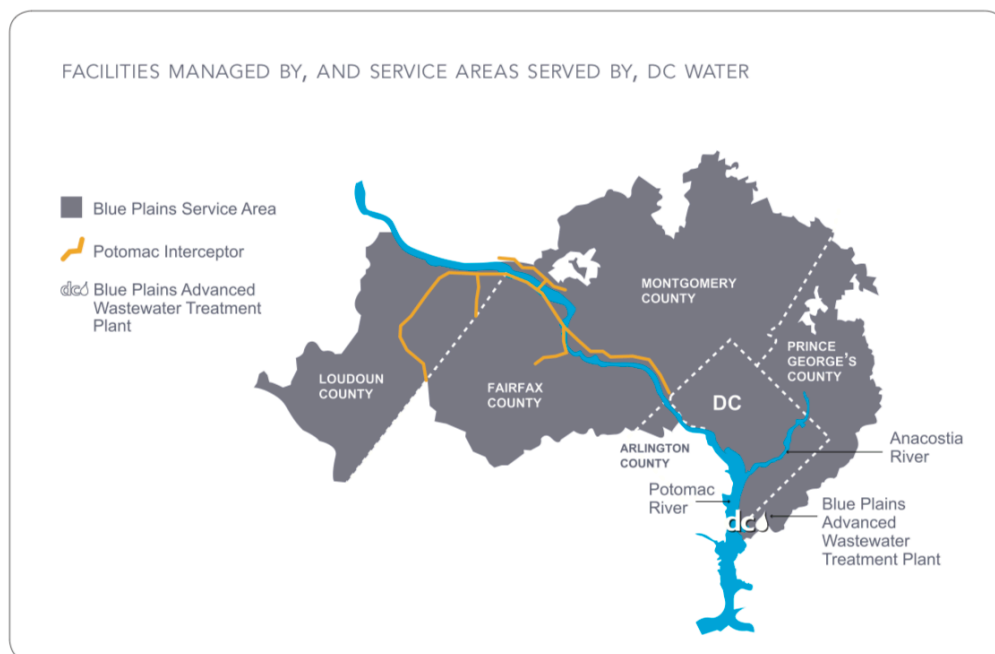 FACILITIES MANAGED BY, AND SERVICE AREAS SERVED BY, DC WATER
Blue Plains Service Area
Potomac Interceptor
dc Blue Plains Advanced
Wastewater Treatment
Plant
MONTGOMERY
COUNTY
PRINCE
GEORGE'S
COUNTY
LOUDOUN
COUNTY
FAIRFAX
COUNTY
DC
ARLINGTON
COUNTY
Anacostia
River
Potomac
River
dc
Blue Plains
Advanced
Wastewater
Treatment Plant